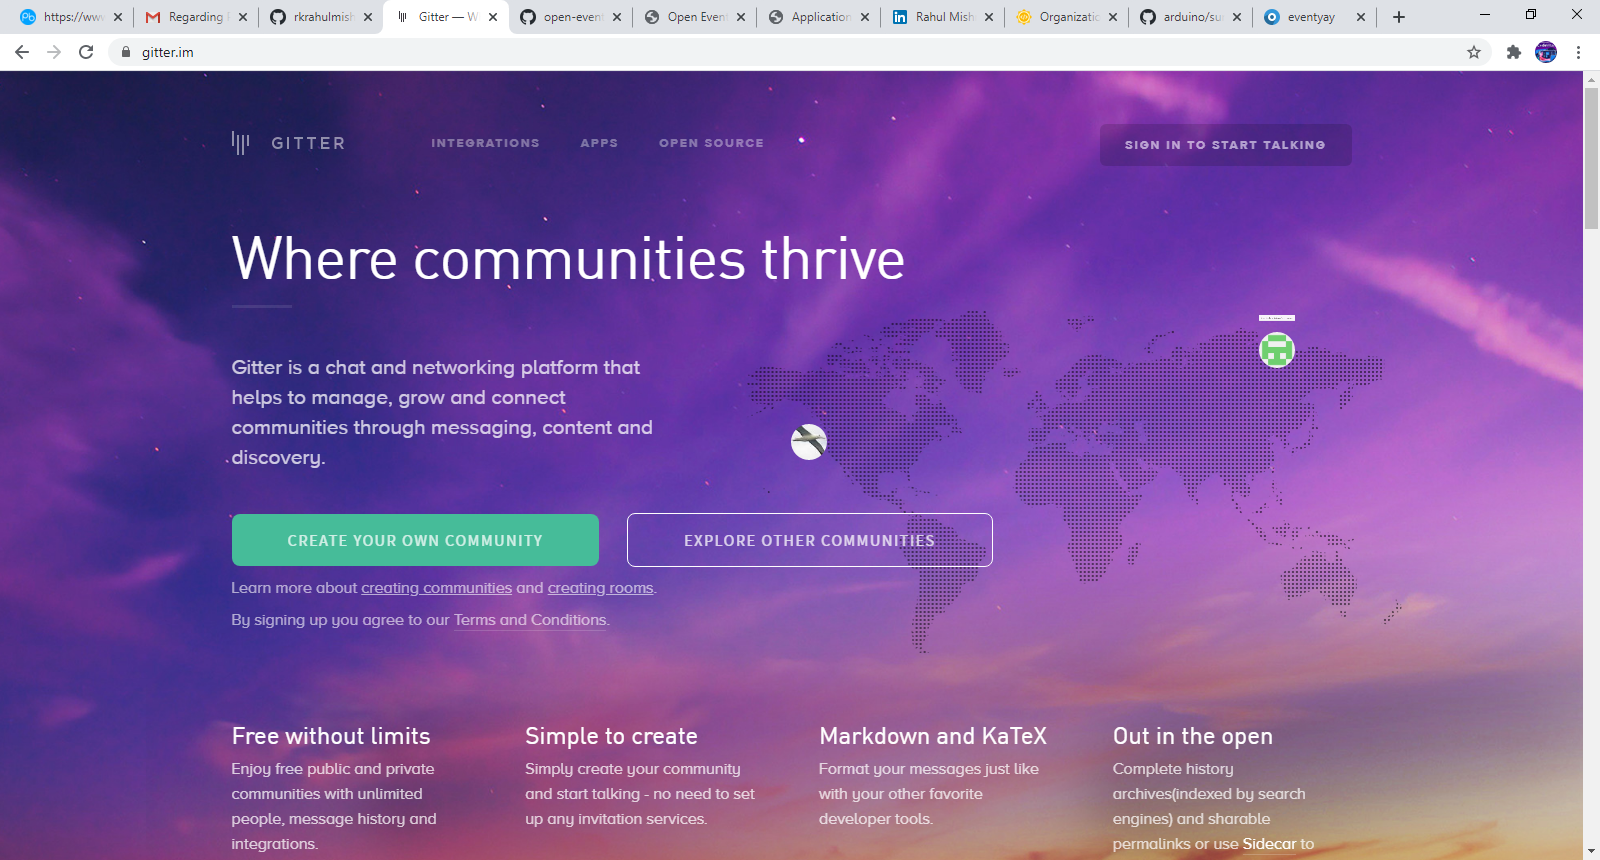 https://www
Regarding
rkrahulmish
Gitter — W
open-even
Open Even
Application
Rahul Mish
Organizatio
arduino/su
eventyay
gitter.im
GITTER
INTEGRATIONS
APPS
OPEN SOURCE
SIGN IN TO START TALKING
Where communities thrive
Gitter is a chat and networking platform that
helps to manage, grow and connect
communities through messaging, content and
discovery.
CREATE YOUR OWN COMMUNITY
EXPLORE OTHER COMMUNITIES
Learn more about creating communities and creating rooms.
By signing up you agree to our Terms and Conditions.
Free without limits
Enjoy free public and private
communities with unlimited
people, message history and
integrations.
Simple to create
Simply create your community
and start talking - no need to set
up any invitation services.
Markdown and KaTeX
Format your messages just like
with your other favorite
developer tools.
Out in the open
Complete history
archives(indexed by search
engines) and sharable
permalinks or use Sidecar to